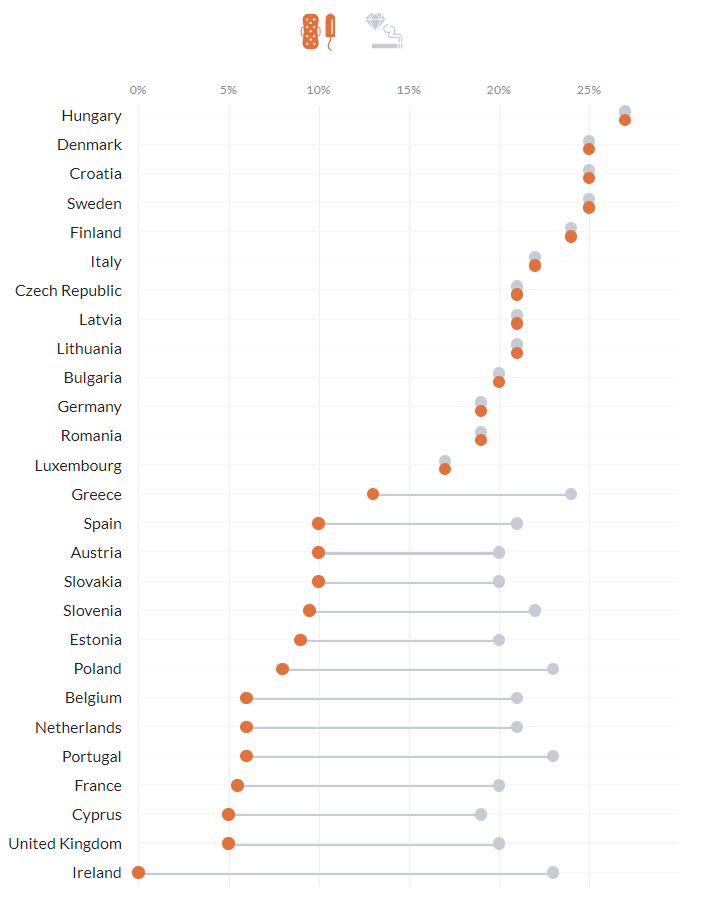 0% 5% 10% 15% 20% 25%
Hungary
Denmark
Croatia
Sweden
Finland
Italy
Czech Republic
Latvia
Lithuania
Bulgaria
Germany
Romania
Luxembourg
Greece
Spain
Austria
Slovakia
Slovenia
Estonia
Poland
Belgium
Netherlands
Portugal
France
Cyprus
United Kingdom
Ireland